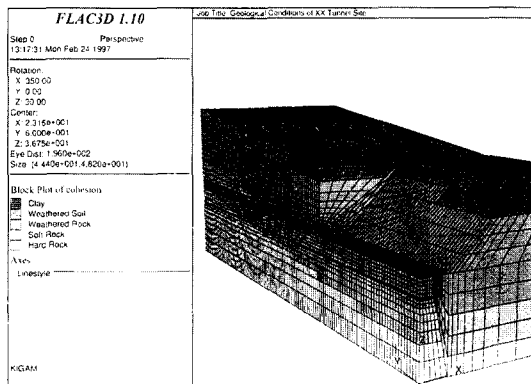 FLAC3D 1.10
Job Title: Geological Conditions of XX Tunnel Site
Step 0 Perspective
13:17:31 Mon Feb 24 1997
Rotation:
X: 350.00
Y: 0.00
Z: 30.00
Center:
X: 2.315e+001
Y: 6.000e+001
Z: 3.675e+001
Eye Dist: 1.960e+002
Size: (4.440e+001,4.820e+001)
Block Plot of cohesion
Clay
Weathered Soil
Weathered Rock
Soft Rock
Hard Rock
Axes
Linestyle
KIGAM
Z
Y
X